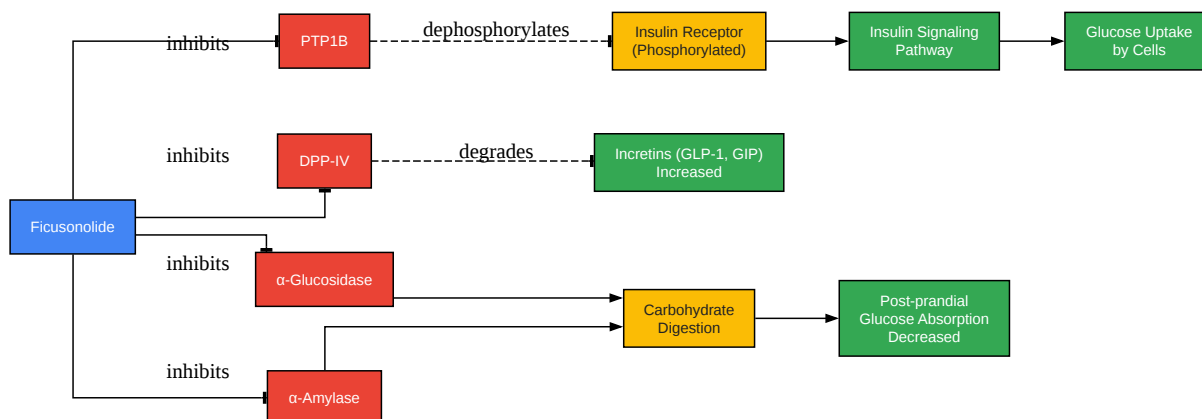 inhibits
PTP1B
dephosphorylates
Insulin Receptor
(Phosphorylated)
Insulin Signaling
Pathway
Glucose Uptake
by Cells
inhibits
DPP-IV
degrades
Incretins (GLP-1, GIP)
Increased
Ficusonolide
inhibits
α-Glucosidase
Carbohydrate
Digestion
Post-prandial
Glucose Absorption
Decreased
inhibits
α-Amylase